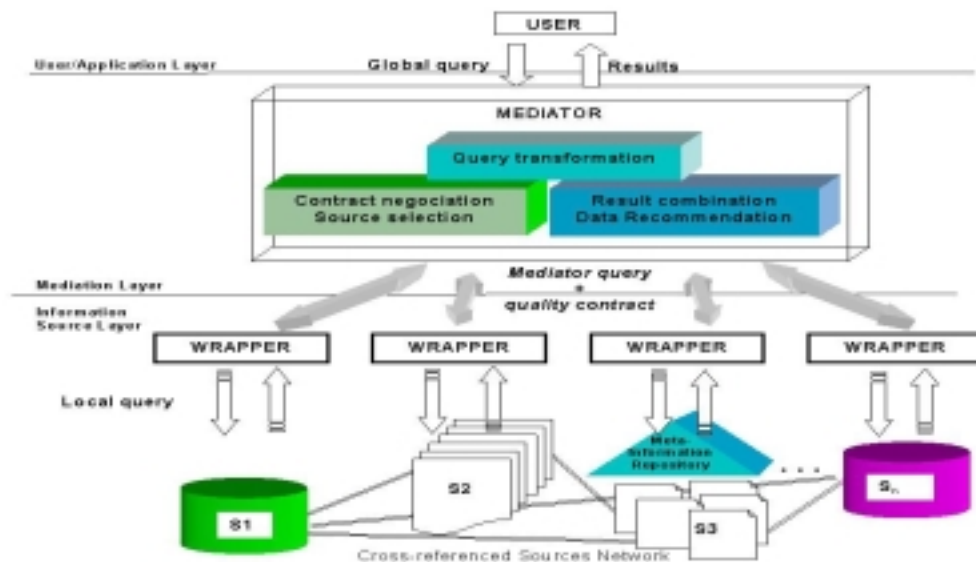 USER
User/Application Layer
Global query
Results
MEDIATOR
Query transformation
Contract negociation
Source selection
Result combination
Data Recommendation
Mediation Layer
Mediator query
+
quality contract
Information
Source Layer
WRAPPER
WRAPPER
WRAPPER
WRAPPER
Local query
Meta-
Information
Repository
. . .
S1
S2
S3
Sn
Cross-referenced Sources Network